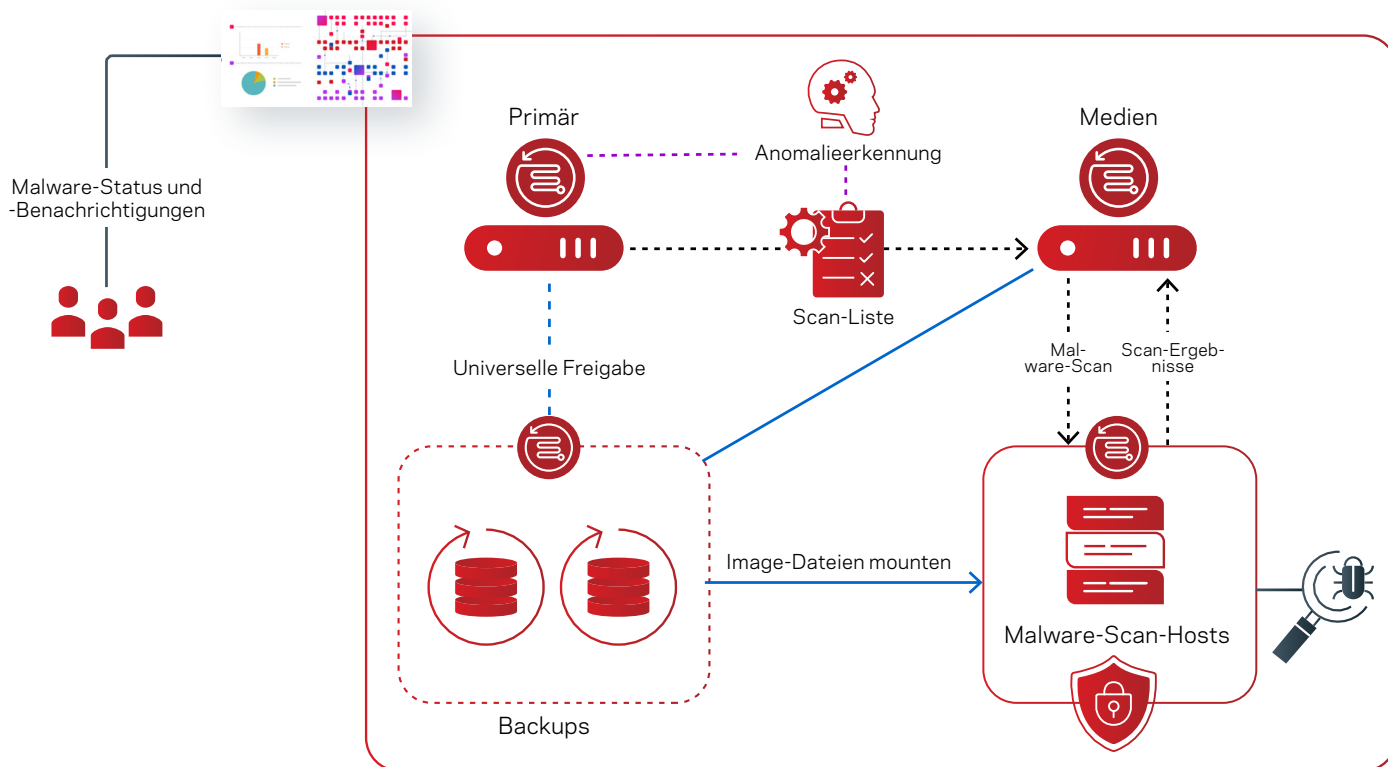 Primär
Medien
Anomalieerkennung
Malware-Status und
-Benachrichtigungen
Scan-Liste
Universelle Freigabe
Mal-
ware-Scan
Scan-Ergeb-
nisse
Image-Dateien mounten
Malware-Scan-Hosts
Backups